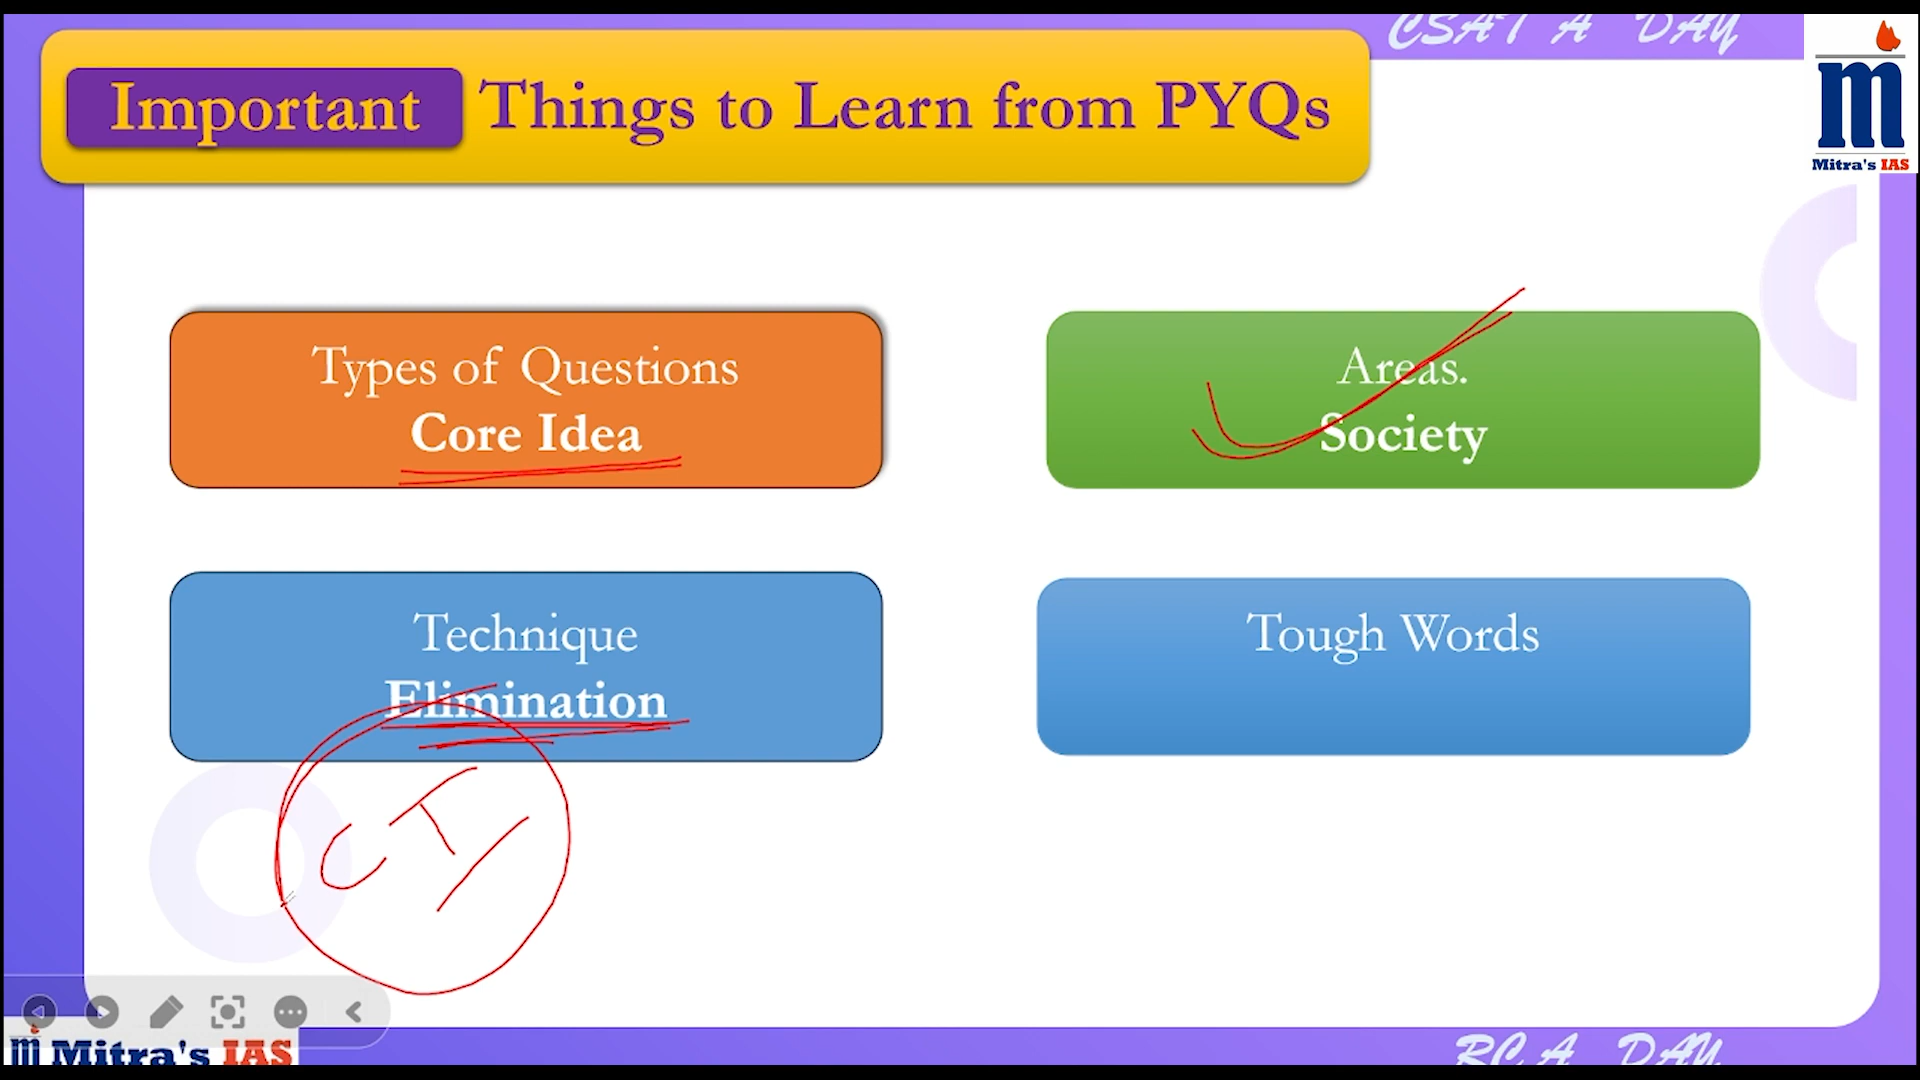 CSAT A DAY
Important Things to Learn from PYQs
m
Mitra's IAS
Types of Questions
Core Idea
Areas.
Society
Technique
Elimination
Tough Words
CI
m Mitra's IAS
RC A DAY